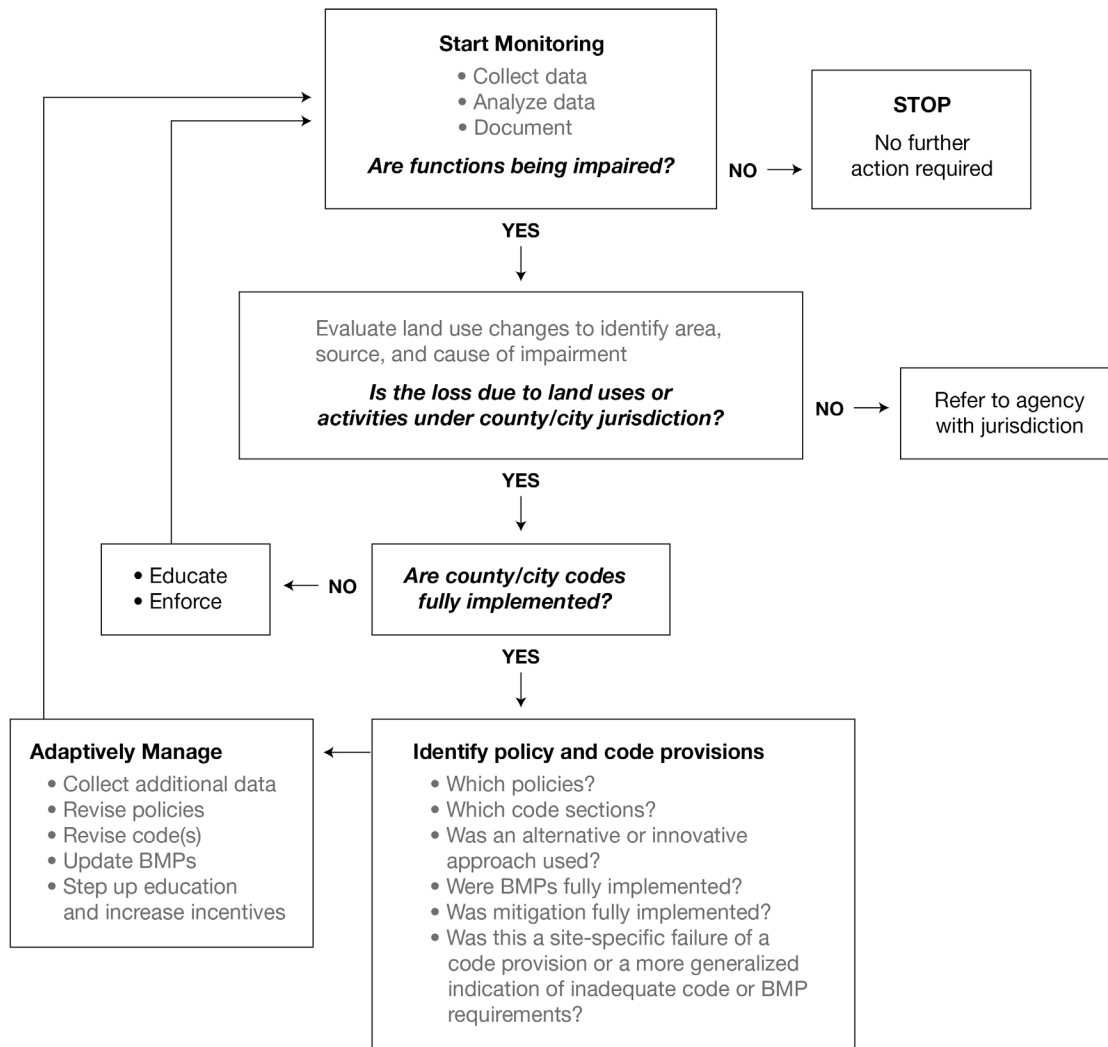 Start Monitoring
• Collect data
• Analyze data
• Document
Are functions being impaired?
NO
STOP
No further
action required
YES
Evaluate land use changes to identify area,
source, and cause of impairment
Is the loss due to land uses or
activities under county/city jurisdiction?
NO
Refer to agency
with jurisdiction
YES
Are county/city codes
fully implemented?
NO
• Educate
• Enforce
YES
Identify policy and code provisions
• Which policies?
• Which code sections?
• Was an alternative or innovative
approach used?
• Were BMPs fully implemented?
• Was mitigation fully implemented?
• Was this a site-specific failure of a
code provision or a more generalized
indication of inadequate code or BMP
requirements?
Adaptively Manage
• Collect additional data
• Revise policies
• Revise code(s)
• Update BMPs
• Step up education
and increase incentives